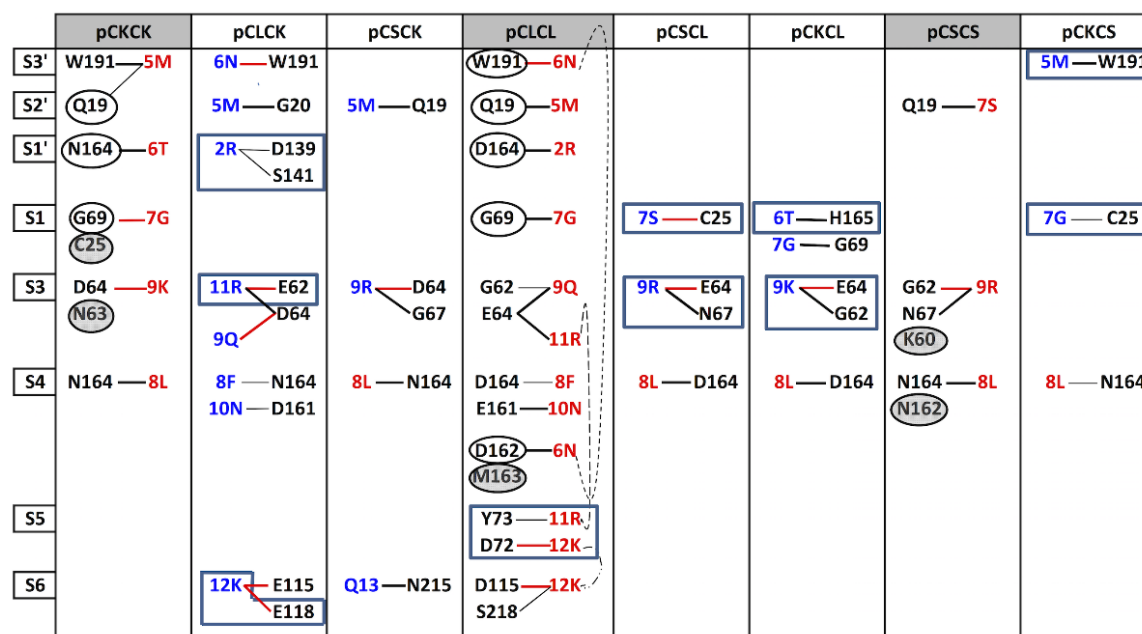 pCKCK pCLCK pCSCK pCLCL pCSCL pCKCL pCSCS pCKCS
S3' W191 5M 6N W191 W191 6N 5M W191
S2' Q19 5M G20 5M Q19 Q19 5M Q19 7S
S1' N164 6T 2R D139 D164 2R
S141
S1 G69 7G G69 7G 7S C25 6T H165 7G C25
C25 7G G69
S3 D64 9K 11R E62 9R D64 G62 9Q 9R E64 9K E64 G62 9R
N63 D64 G67 E64 N67 G62 N67
9Q 11R K60
S4 N164 8L 8F N164 8L N164 D164 8F 8L D164 8L D164 N164 8L 8L N164
10N D161 E161 10N N162
D162 6N
M163
S5 Y73 11R
D72 12K
S6 12K E115 Q13 N215 D115 12K
E118 S218